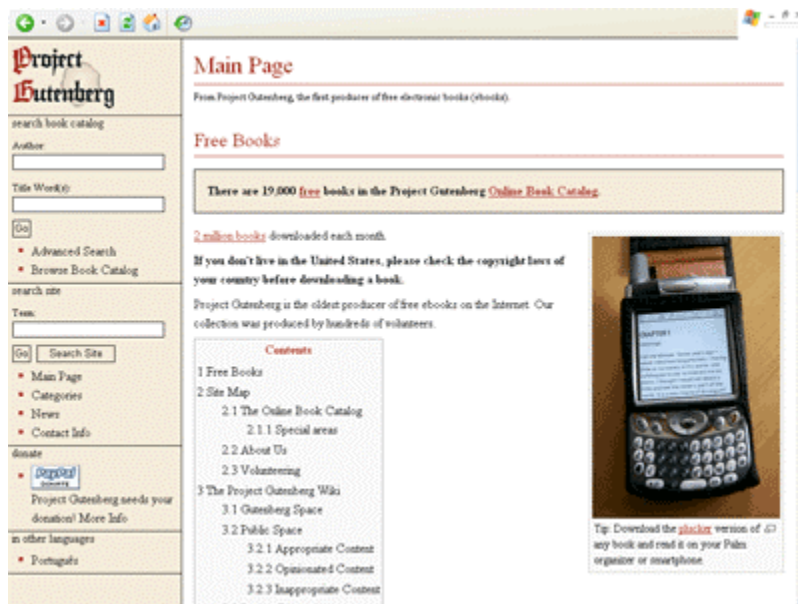 Project
Gutenberg
search book catalog
Author:
Title Word(s):
Go
Advanced Search
Browse Book Catalog
search site
Term:
Go Search Site
Main Page
Categories
News
Contact Info
donate
PayPal
DONATE
Project Gutenberg needs your
donation! More Info
in other languages
Português
Main Page
From Project Gutenberg, the first producer of free electronic books (ebooks).
Free Books
There are 19,000 free books in the Project Gutenberg Online Book Catalog.
2 million books downloaded each month.
If you don't live in the United States, please check the copyright laws of
your country before downloading a book.
Project Gutenberg is the oldest producer of free ebooks on the Internet. Our
collection was produced by hundreds of volunteers.
Contents
1 Free Books
2 Site Map
2.1 The Online Book Catalog
2.1.1 Special areas
2.2 About Us
2.3 Volunteering
3 The Project Gutenberg Wiki
3.1 Gutenberg Space
3.2 Public Space
3.2.1 Appropriate Content
3.2.2 Opinionated Content
3.2.3 Inappropriate Content
CHAPTER I
Tip: Download the plucker version of
any book and read it on your Palm
organizer or smartphone.